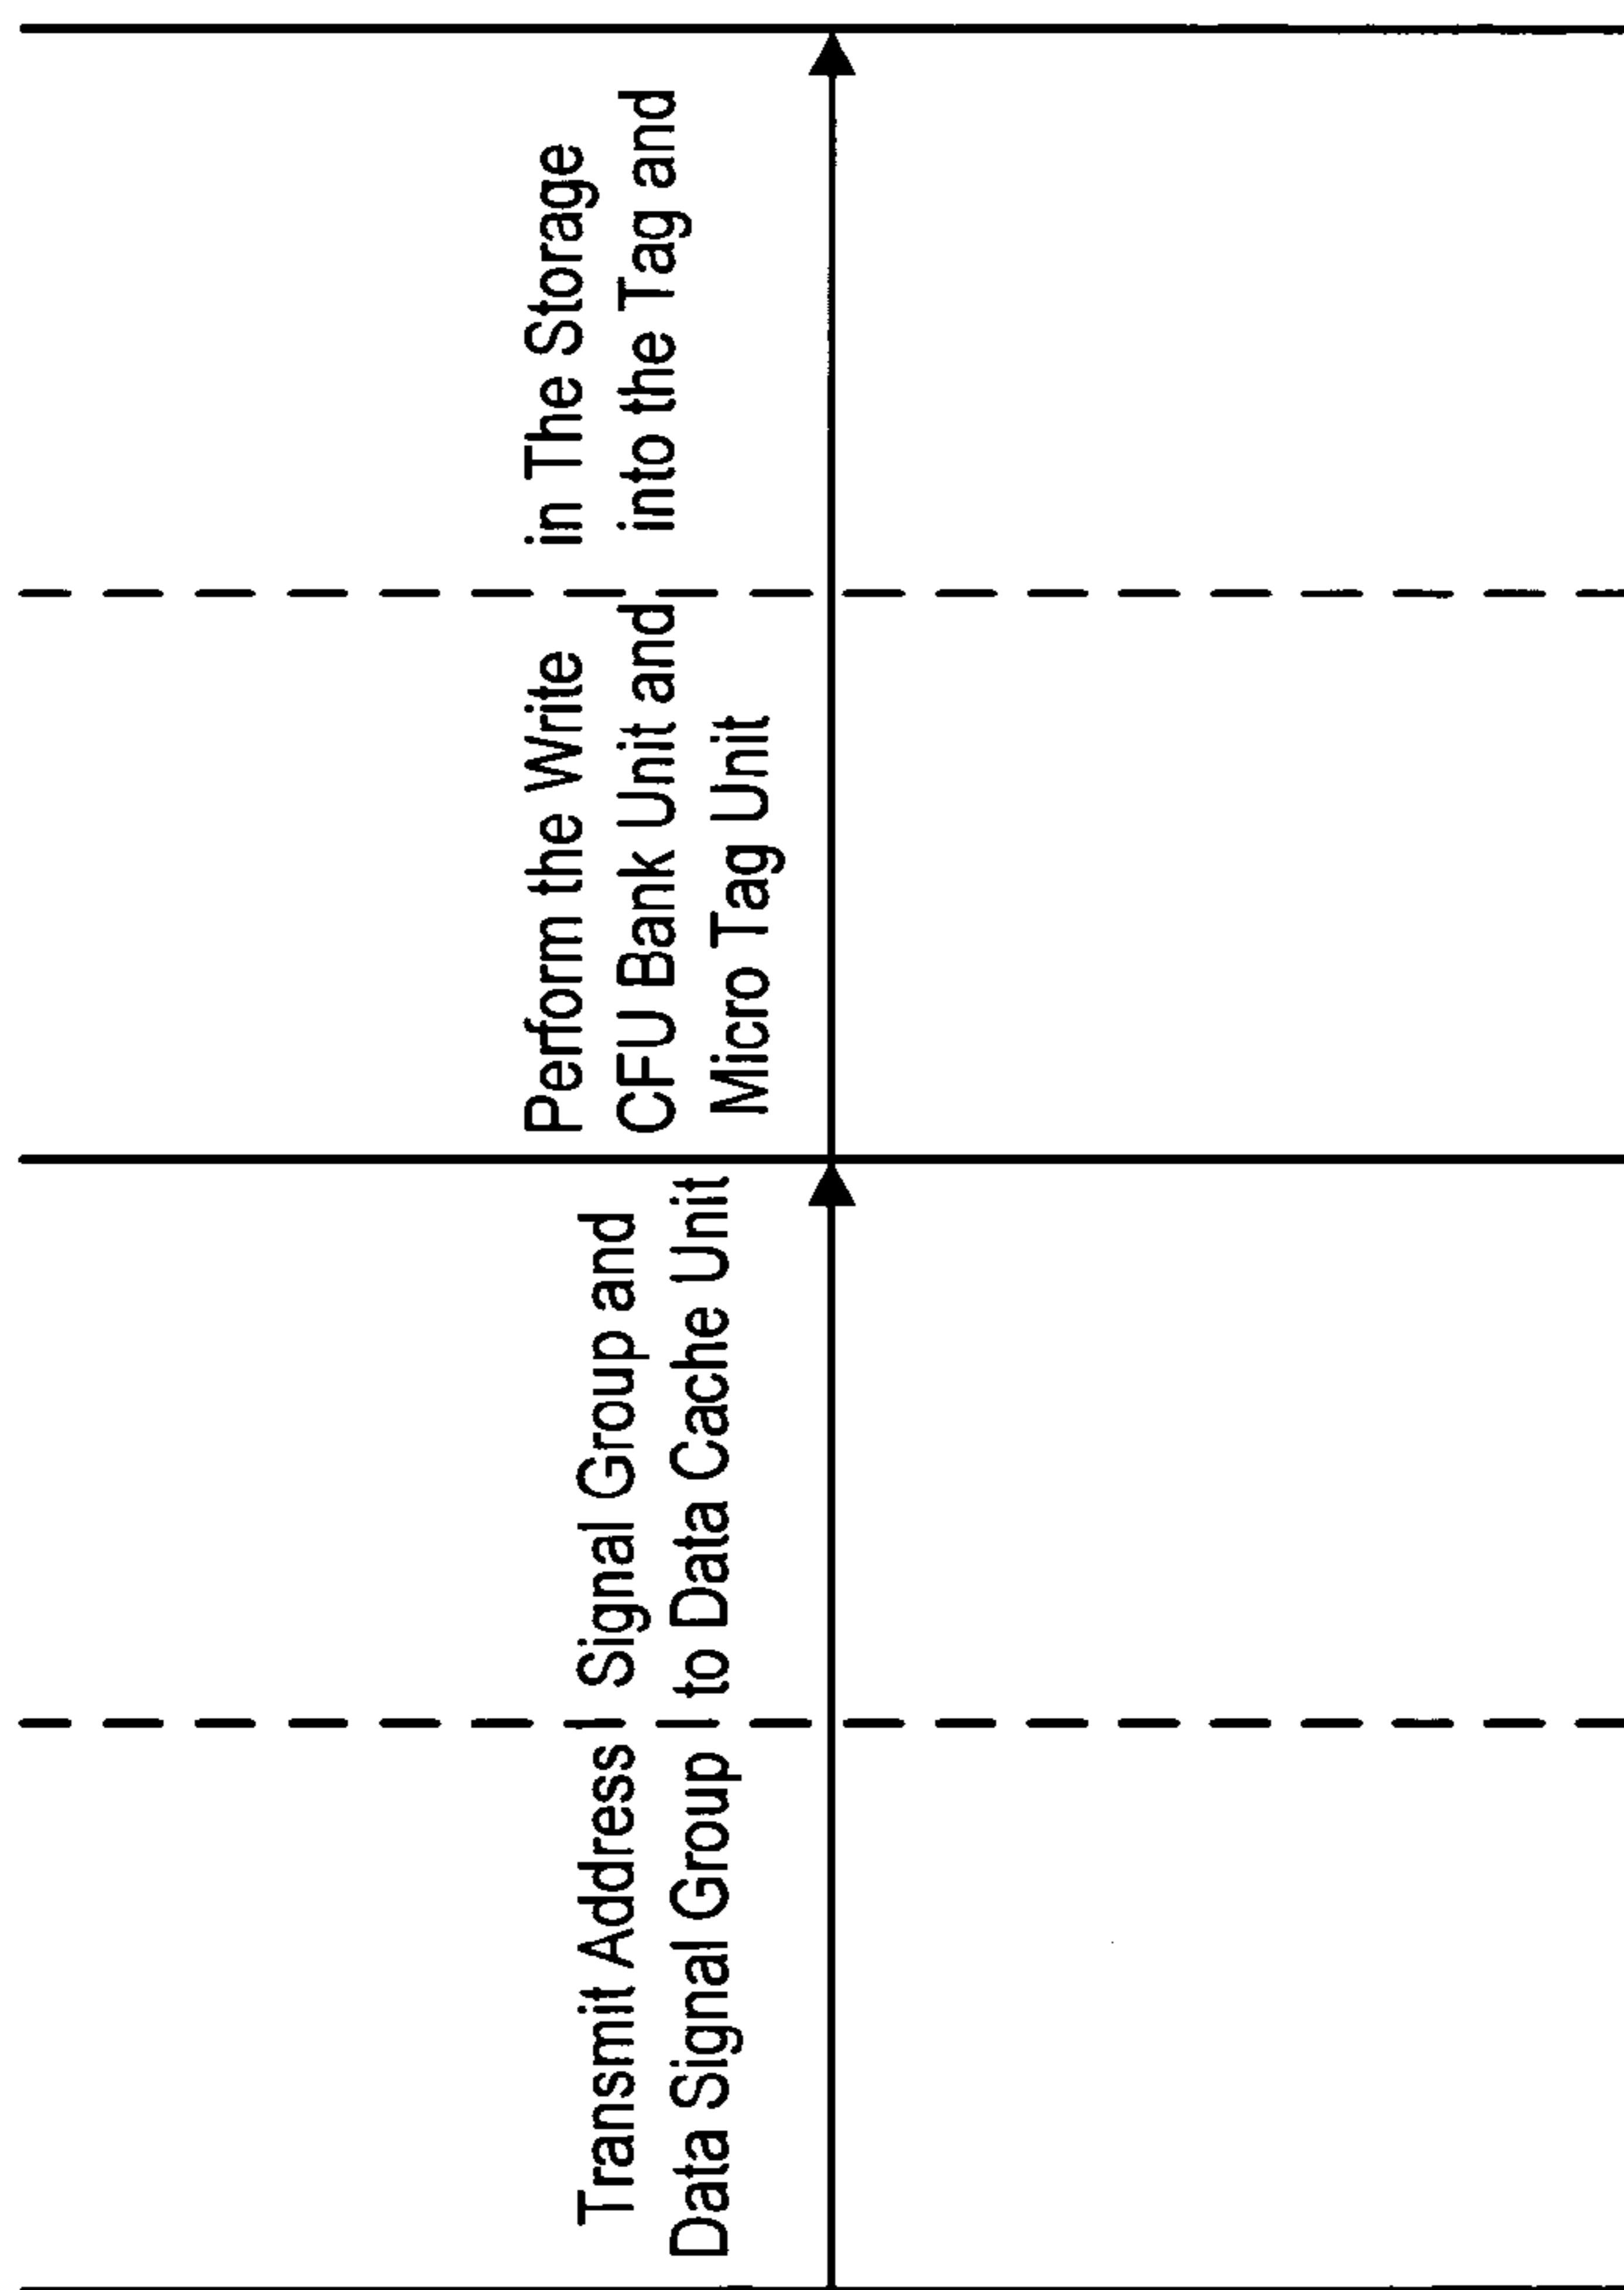 Transmit Address Signal Group and
Data Signal Group to Data Cache Unit
Perform the Write in The Storage
CFU Bank Unit and into the Tag and
Micro Tag Unit